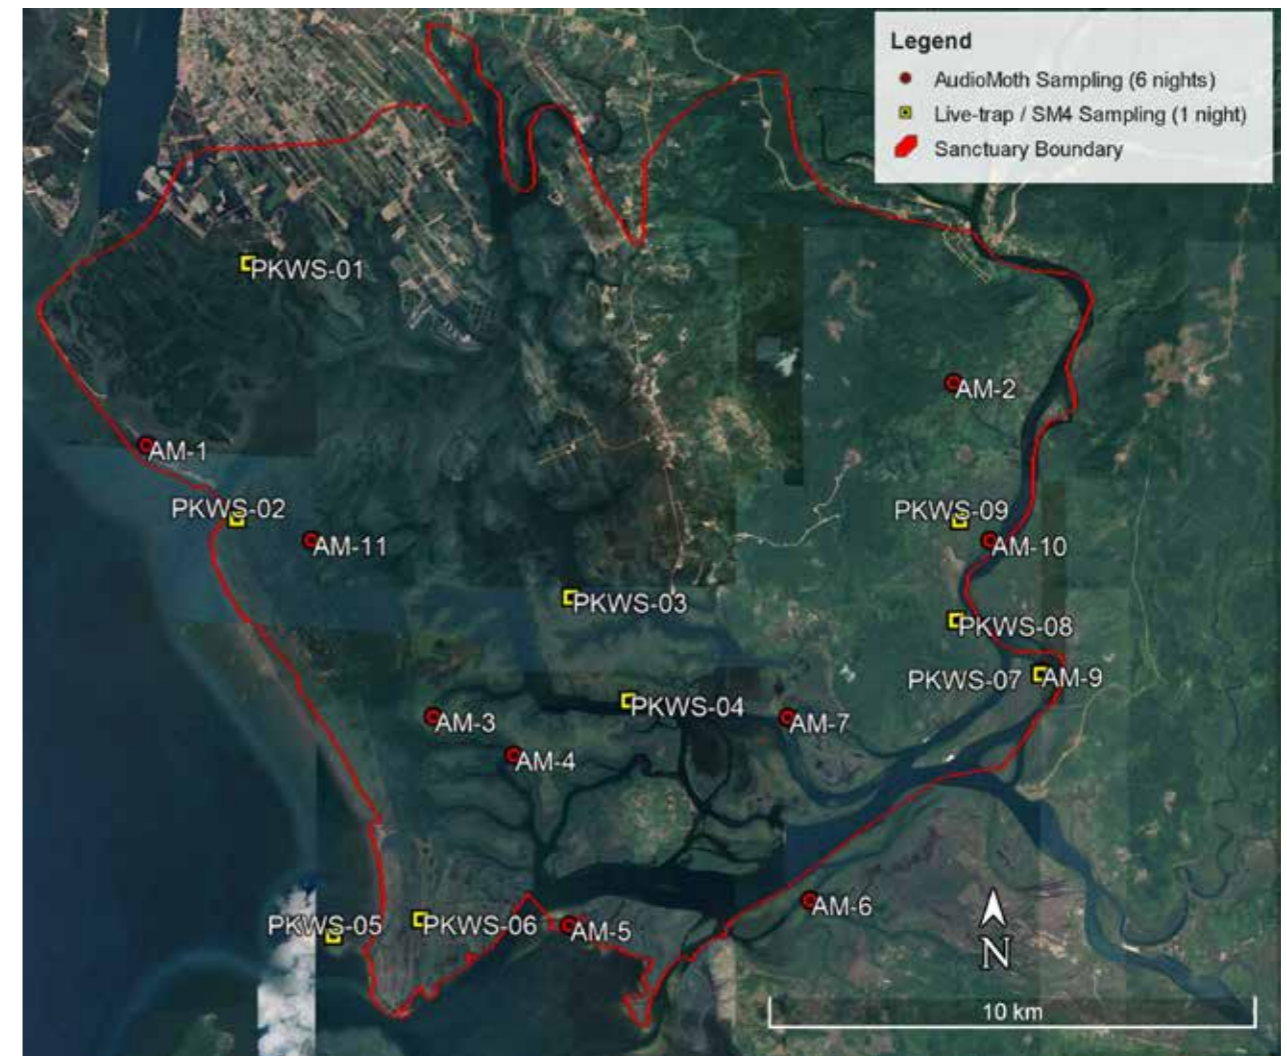 Legend
AudioMoth Sampling (6 nights)
Live-trap / SM4 Sampling (1 night)
Sanctuary Boundary
PKWS-01
AM-2
AM-1
PKWS-02
PKWS-09
AM-11
AM-10
PKWS-03
PKWS-08
PKWS-07
AM-9
PKWS-04
AM-3
AM-7
AM-4
AM-6
PKWS-05
PKWS-06
AM-5
N
10 km